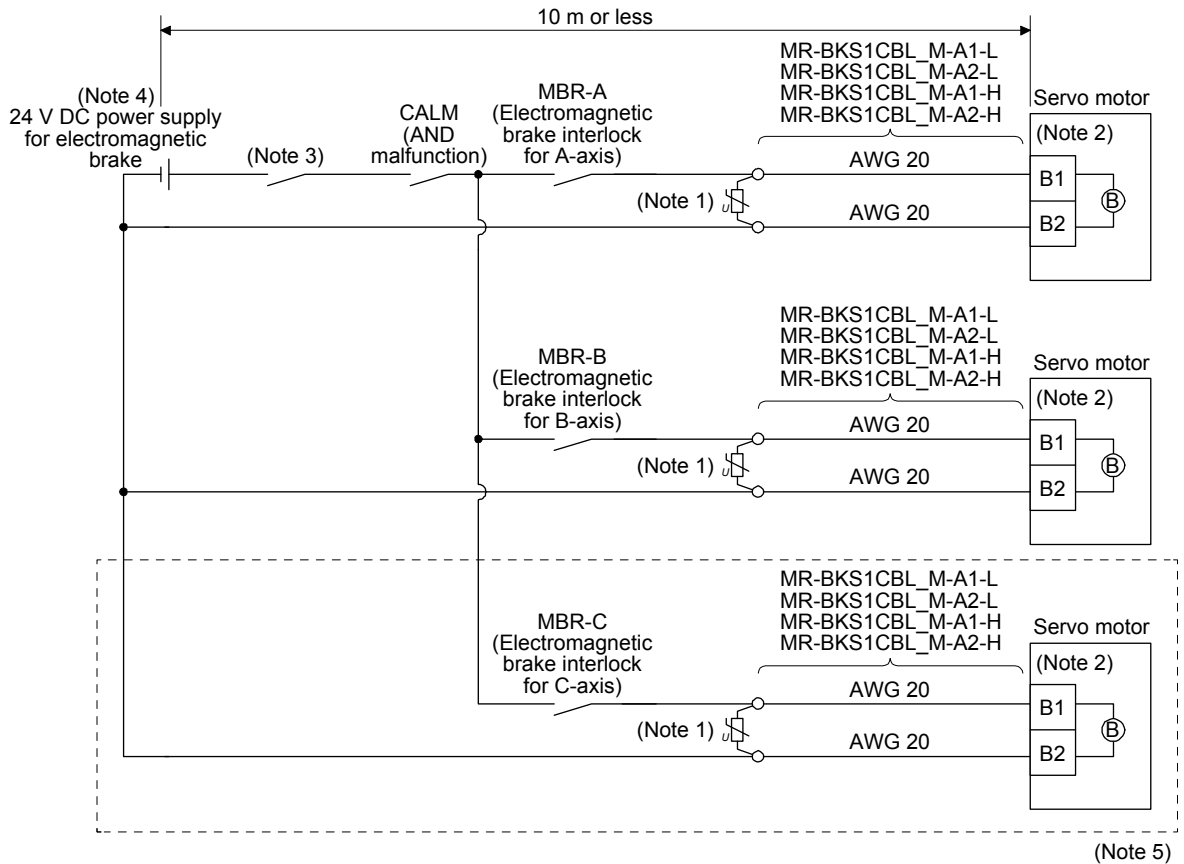 10 m or less
(Note 4)
24 V DC power supply
for electromagnetic
brake
(Note 3)
CALM
(AND
malfunction)
MBR-A
(Electromagnetic
brake interlock
for A-axis)
MR-BKS1CBL_M-A1-L
MR-BKS1CBL_M-A2-L
MR-BKS1CBL_M-A1-H
MR-BKS1CBL_M-A2-H
Servo motor
(Note 2)
(Note 1)
U
AWG 20
AWG 20
B1
B2
B
MBR-B
(Electromagnetic
brake interlock
for B-axis)
MR-BKS1CBL_M-A1-L
MR-BKS1CBL_M-A2-L
MR-BKS1CBL_M-A1-H
MR-BKS1CBL_M-A2-H
Servo motor
(Note 2)
(Note 1)
U
AWG 20
AWG 20
B1
B2
B
MBR-C
(Electromagnetic
brake interlock
for C-axis)
MR-BKS1CBL_M-A1-L
MR-BKS1CBL_M-A2-L
MR-BKS1CBL_M-A1-H
MR-BKS1CBL_M-A2-H
Servo motor
(Note 2)
(Note 1)
U
AWG 20
AWG 20
B1
B2
B
(Note 5)